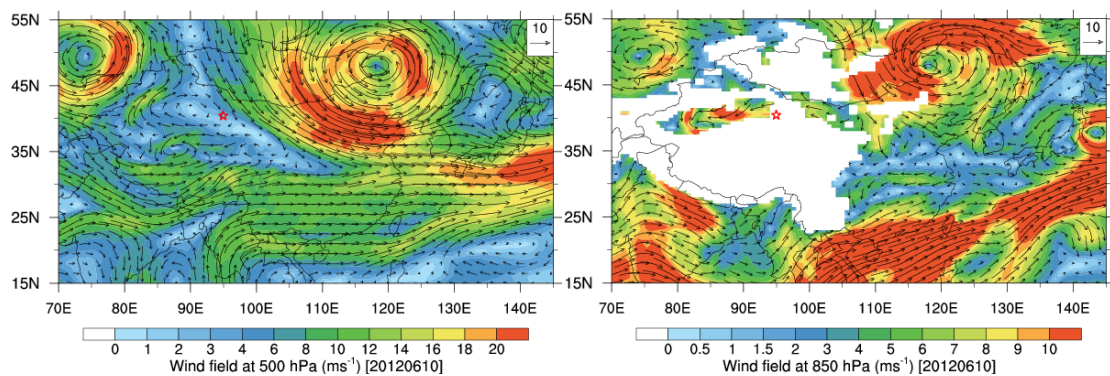 55N
45N
35N
25N
15N
10
70E 80E 90E 100E 110E 120E 130E 140E
0 1 2 3 4 6 8 10 12 14 16 18 20
Wind field at 500 hPa (ms⁻¹) [20120610]
55N
45N
35N
25N
15N
10
70E 80E 90E 100E 110E 120E 130E 140E
0 0.5 1 1.5 2 3 4 5 6 7 8 9 10
Wind field at 850 hPa (ms⁻¹) [20120610]